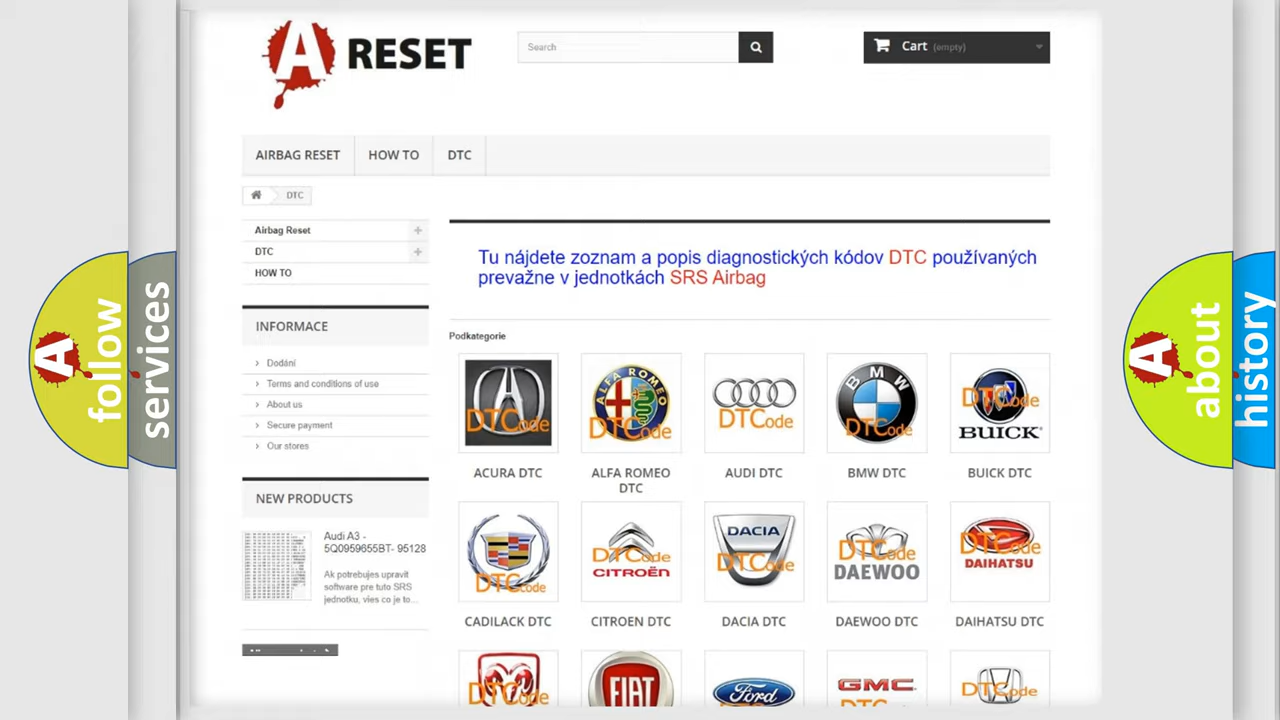 A RESET
Search
Cart (empty)
AIRBAG RESET
HOW TO
DTC
DTC
Airbag Reset
DTC
HOW TO
Tu nájdete zoznam a popis diagnostických kódov DTC používaných
prevažne v jednotkách SRS Airbag
INFORMACE
Dodání
Terms and conditions of use
About us
Secure payment
Our stores
Podkategorie
DTCode
ALFA ROMEO
DTCode
DTCode
BMW
DTCode
DTCode
BUICK
ACURA DTC
ALFA ROMEO
DTC
AUDI DTC
BMW DTC
BUICK DTC
NEW PRODUCTS
Audi A3 -
5Q0959655BT- 95128
Ak potrebujes upravit
software pre tuto SRS
jednotku, vies co je to...
DTCode
DTCode
CITROËN
DACIA
DTCode
DTCode
DAEWOO
DTCode
DAIHATSU
CADILACK DTC
CITROEN DTC
DACIA DTC
DAEWOO DTC
DAIHATSU DTC
DTCode
FIAT
Ford
GMC
DTCode
A follow
services
A about
history